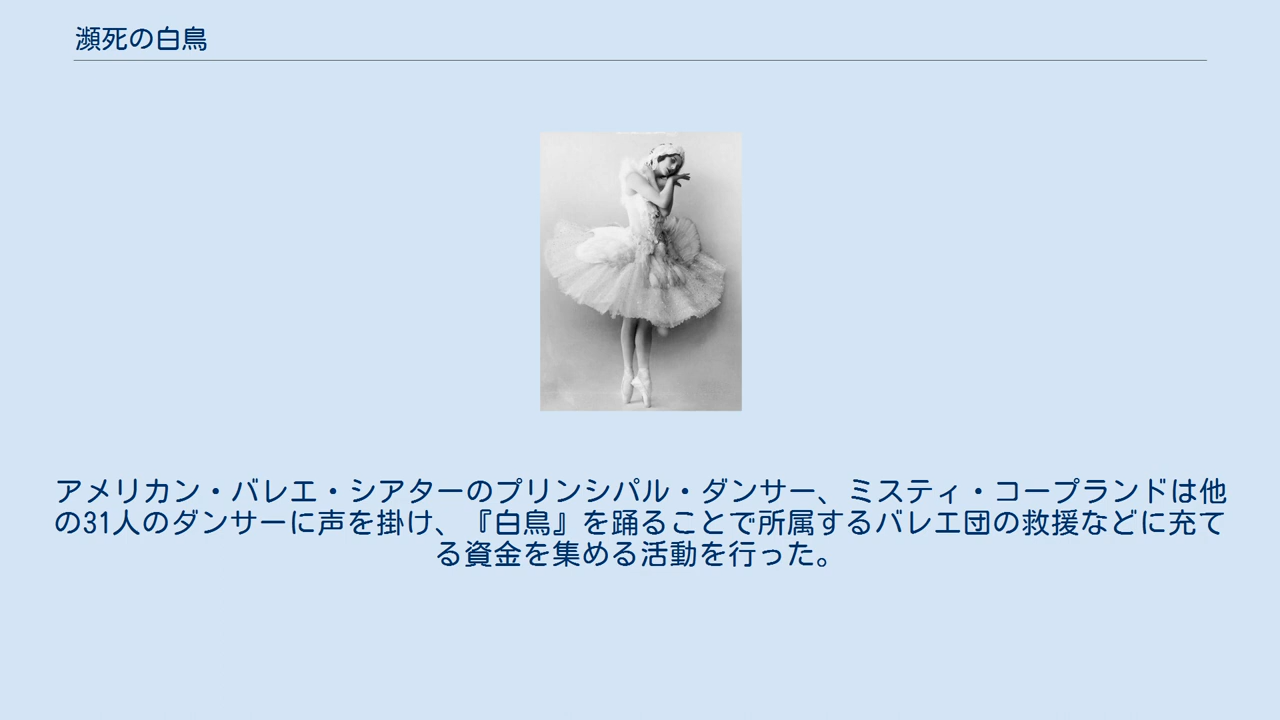 瀕死の白鳥
アメリカン・バレエ・シアターのプリンシパル・ダンサー、ミスティ・コープランドは他
の31人のダンサーに声を掛け、『白鳥』を踊ることで所属するバレエ団の救援などに充て
る資金を集める活動を行った。